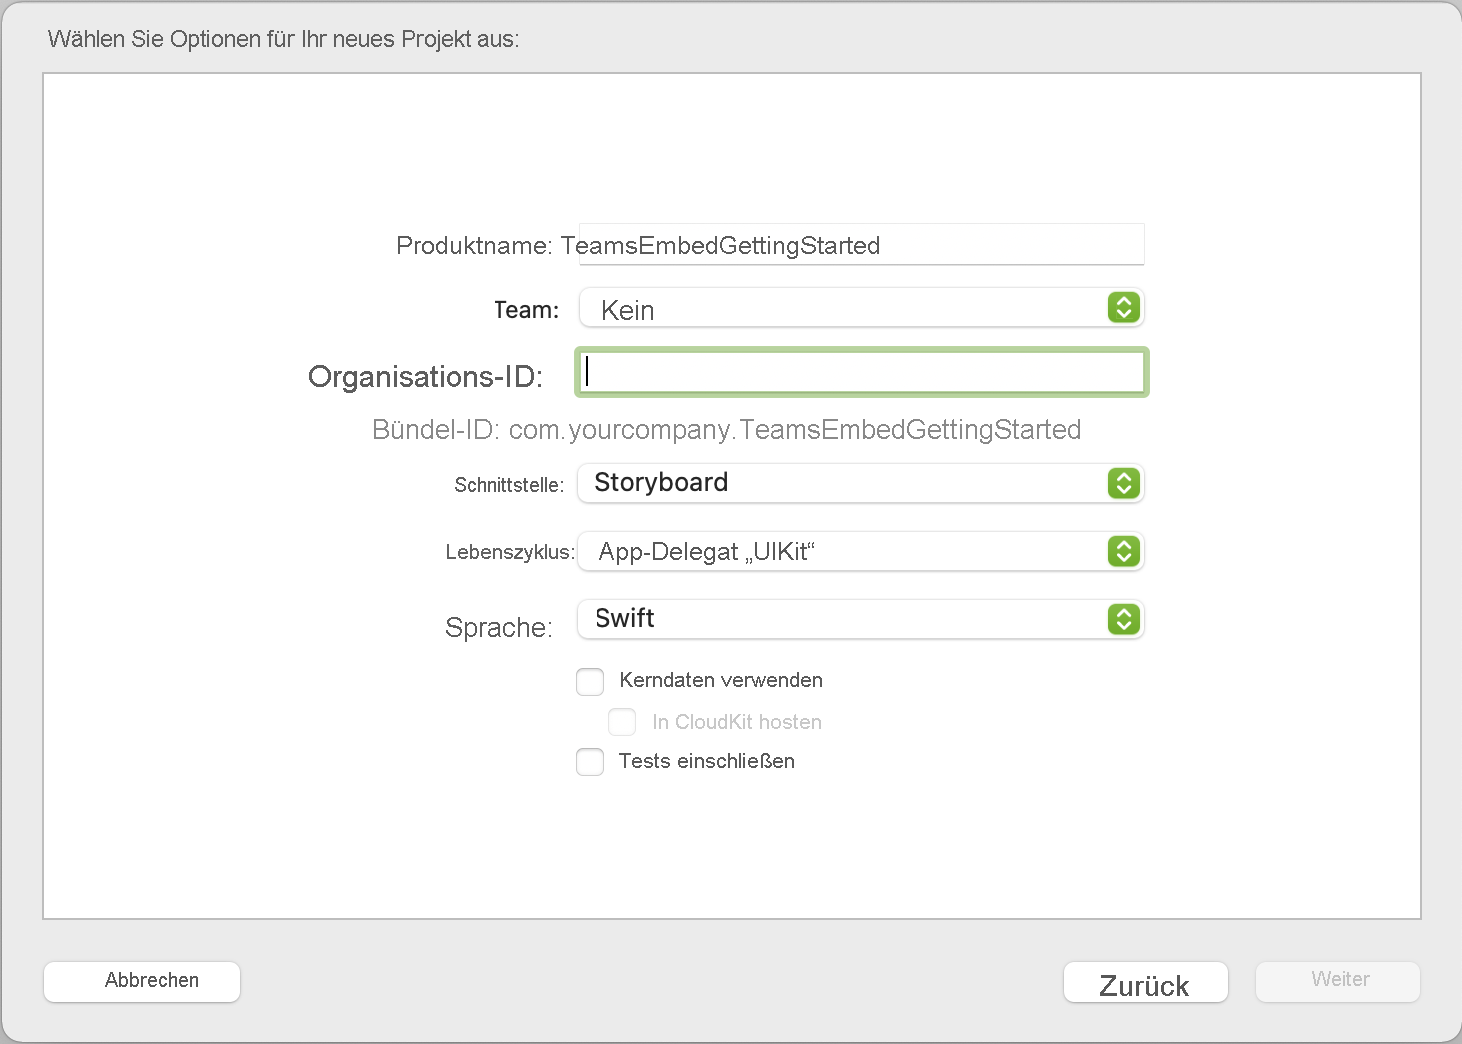 Wählen Sie Optionen für Ihr neues Projekt aus:
Produktname: TeamsEmbedGettingStarted
Team: Kein
Organisations-ID:
Bündel-ID: com.yourcompany.TeamsEmbedGettingStarted
Schnittstelle: Storyboard
Lebenszyklus: App-Delegat „UIKit“
Sprache: Swift
Kerndaten verwenden
In CloudKit hosten
Tests einschließen
Abbrechen Zurück Weiter